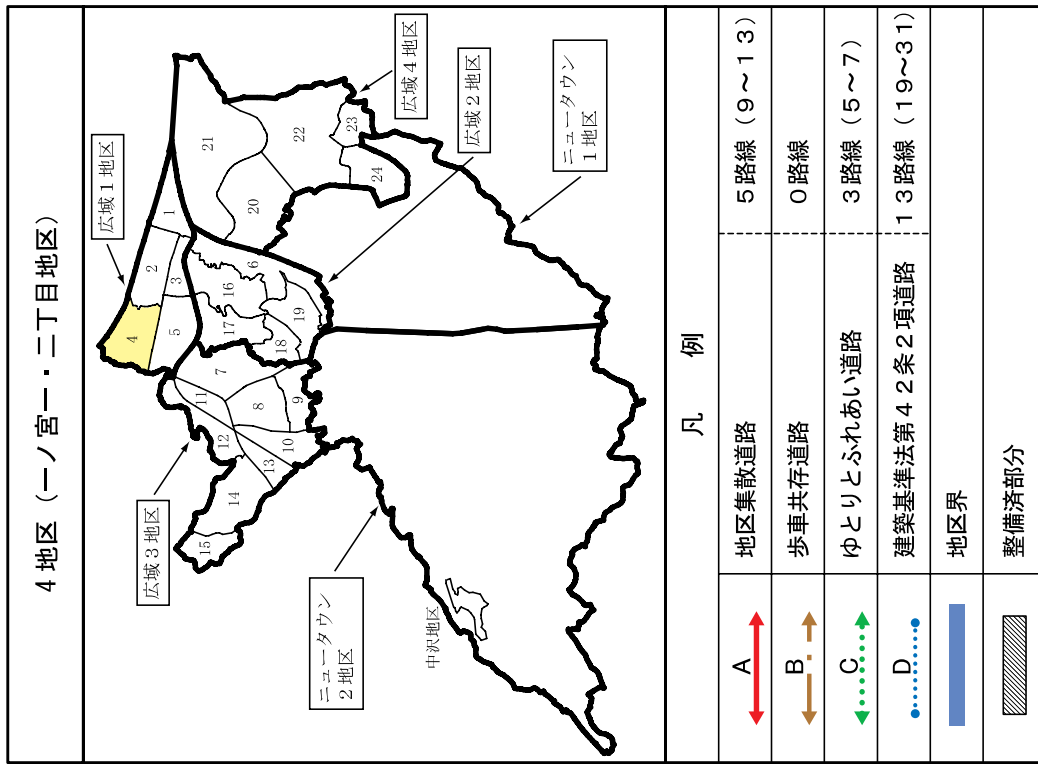 4地区（一ノ宮一・二丁目地区）
広域1地区
広域4地区
広域2地区
ニュータウン
1地区
広域3地区
ニュータウン
2地区
中沢地区
1
2
3
4
5
6
7
8
9
10
11
12
13
14
15
16
17
18
19
20
21
22
23
24
凡 例
A 地区集散道路 5路線（9～13）
B 歩車共存道路 0路線
C ゆとりとふれあい道路 3路線（5～7）
D 建築基準法第42条2項道路 13路線（19～31）
地区界
整備済部分